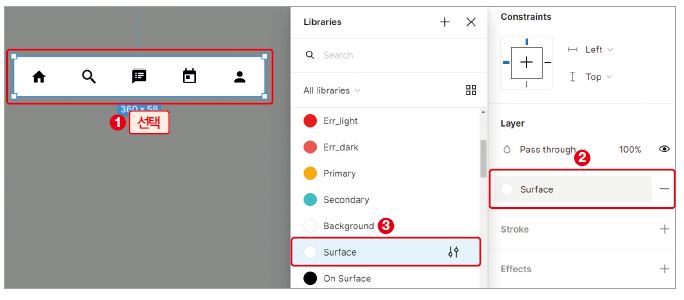 360 x 56
1 선택
Libraries
Search
All libraries
Err_light
Err_dark
Primary
Secondary
Background
3
Surface
On Surface
Constraints
Left
Top
Layer
Pass through
100%
2
Surface
Stroke
Effects